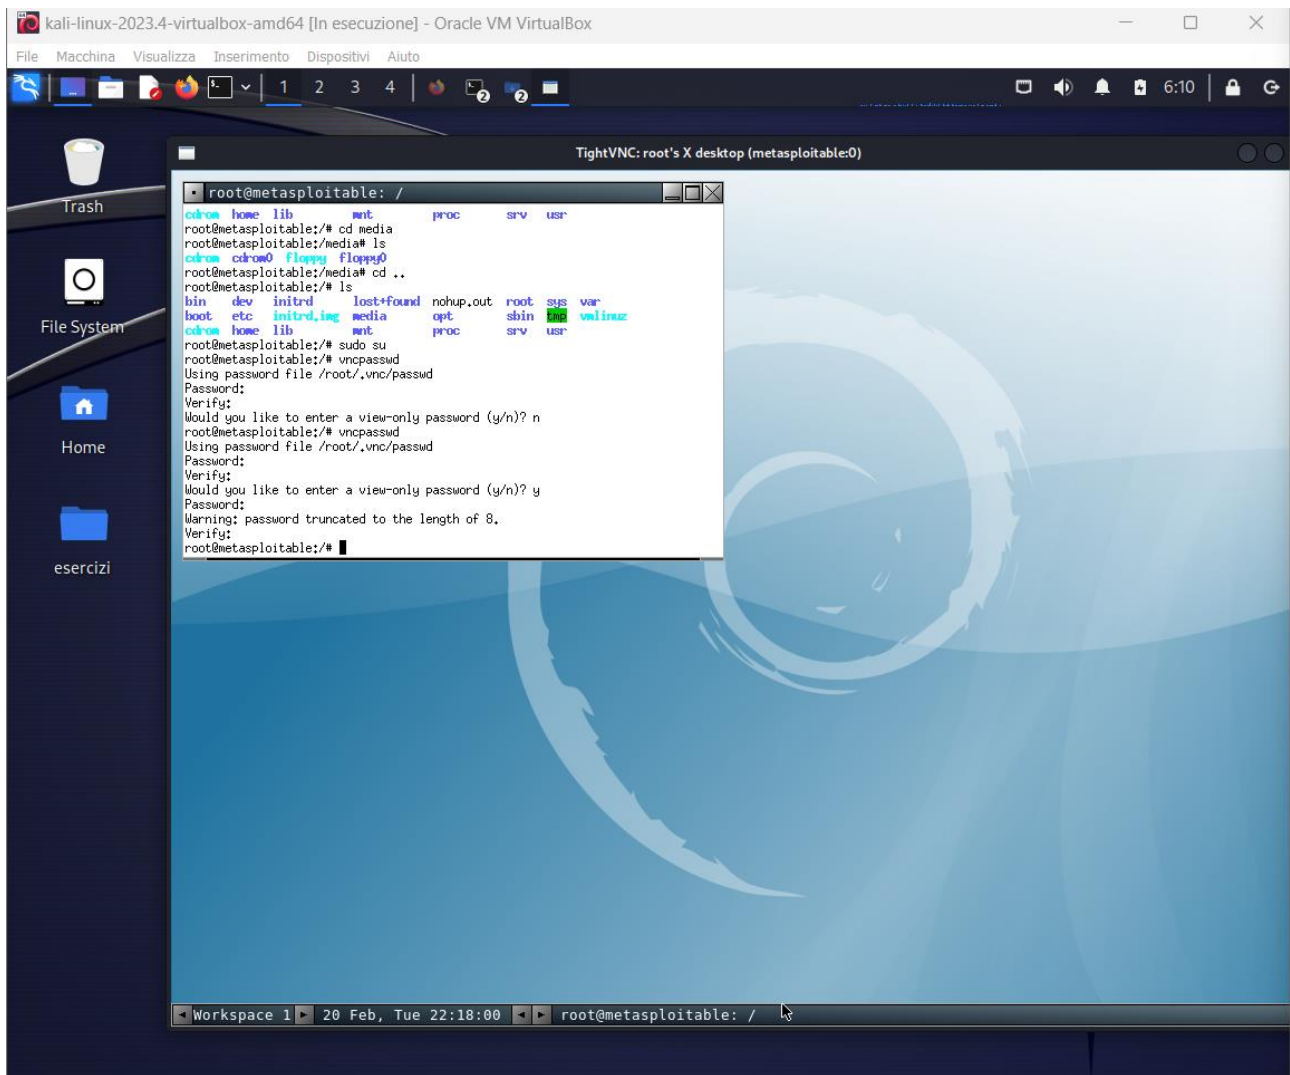 kali-linux-2023.4-virtualbox-amd64 [In esecuzione] - Oracle VM VirtualBox
File Macchina Visualizza Inserimento Dispositivi Aiuto
1 2 3 4 2 2 6:10
TightVNC: root's X desktop (metasploitable:0)
Trash
File System
Home
esercizi
root@metasploitable: /
cdrom home lib mnt proc srv usr
root@metasploitable:/# cd media
root@metasploitable:/media# ls
cdrom cdrom0 floppy floppy0
root@metasploitable:/media# cd ..
root@metasploitable:/# ls
bin dev initrd lost+found nohup.out root sys var
boot etc initrd.img media opt sbin tmp vmlinuz
cdrom home lib mnt proc srv usr
root@metasploitable:/# sudo su
root@metasploitable:/# vncpasswd
Using password file /root/.vnc/passwd
Password:
Verify:
Would you like to enter a view-only password (y/n)? n
root@metasploitable:/# vncpasswd
Using password file /root/.vnc/passwd
Password:
Verify:
Would you like to enter a view-only password (y/n)? y
Password:
Warning: password truncated to the length of 8.
Verify:
root@metasploitable:/#
Workspace 1 20 Feb, Tue 22:18:00 root@metasploitable: /